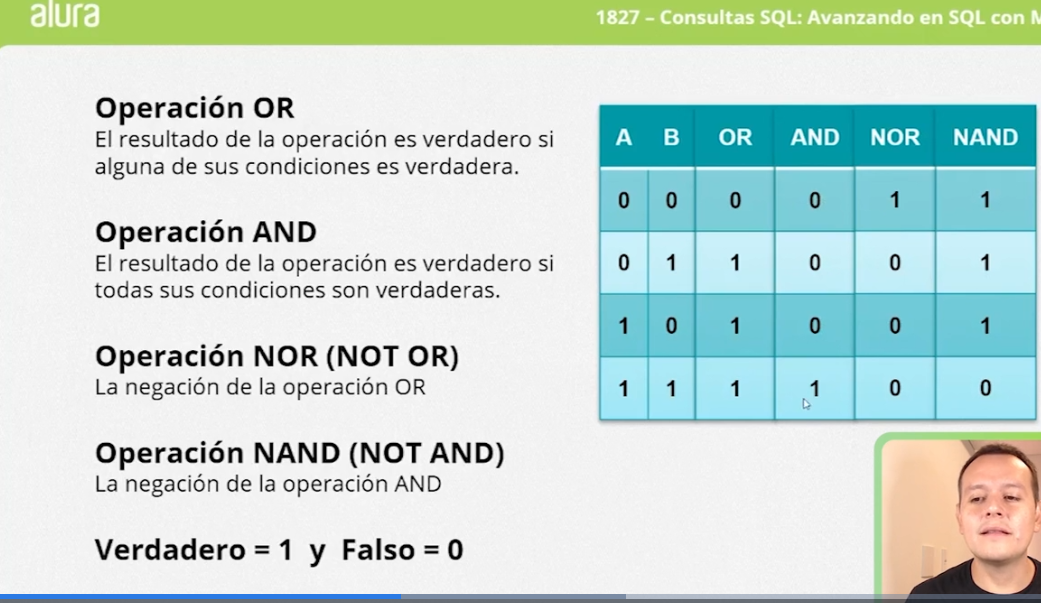 alura
1827 – Consultas SQL: Avanzando en SQL con
Operación OR
El resultado de la operación es verdadero si
alguna de sus condiciones es verdadera.
Operación AND
El resultado de la operación es verdadero si
todas sus condiciones son verdaderas.
Operación NOR (NOT OR)
La negación de la operación OR
Operación NAND (NOT AND)
La negación de la operación AND
Verdadero = 1 y Falso = 0
A B OR AND NOR NAND
0 0 0 0 1 1
0 1 1 0 0 1
1 0 1 0 0 1
1 1 1 1 0 0